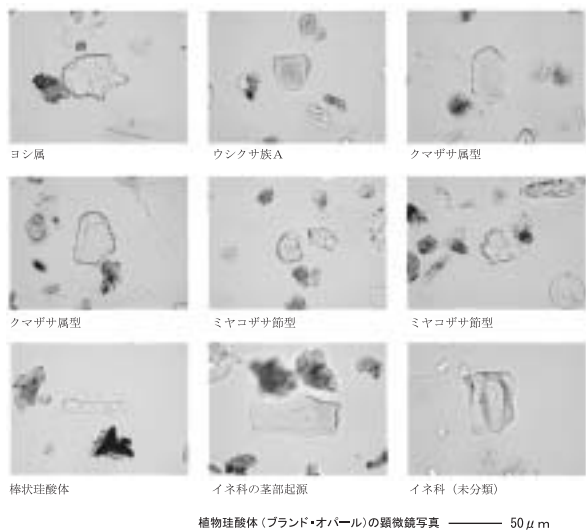 ヨシ属
ウシクサ族A
クマザサ属型
クマザサ属型
ミヤコザサ節型
ミヤコザサ節型
棒状珪酸体
イネ科の茎部起源
イネ科（未分類）
植物珪酸体（プランド・オパール）の顕微鏡写真 ——— 50μm